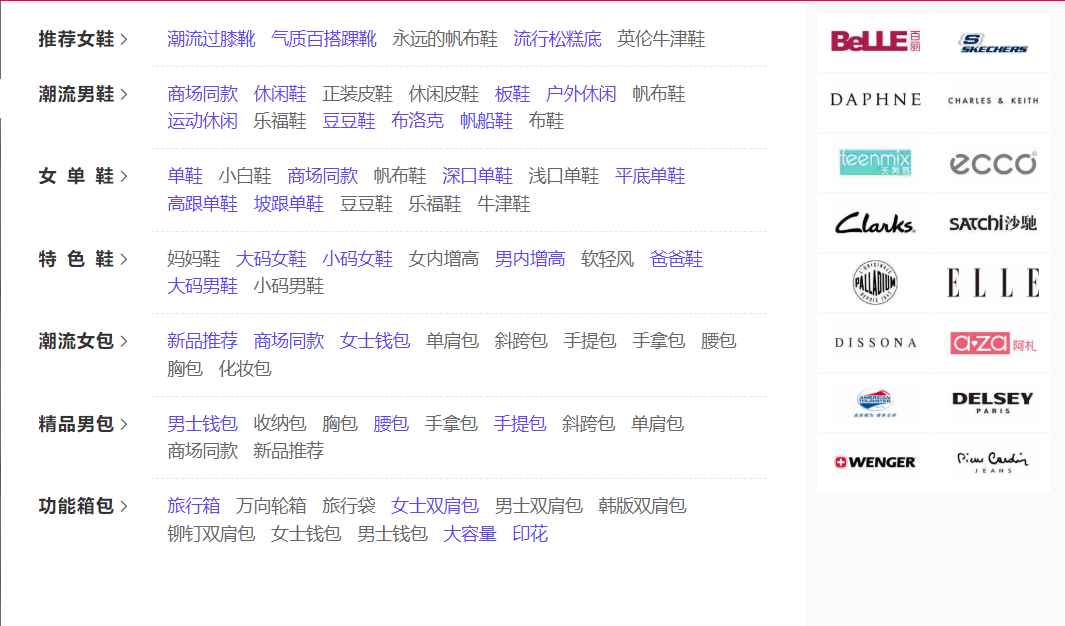 推荐女鞋 > 潮流过膝靴 气质百搭踝靴 永远的帆布鞋 流行松糕底 英伦牛津鞋
潮流男鞋 > 商场同款 休闲鞋 正装皮鞋 休闲皮鞋 板鞋 户外休闲 帆布鞋
运动休闲 乐福鞋 豆豆鞋 布洛克 帆船鞋 布鞋
女 单 鞋 > 单鞋 小白鞋 商场同款 帆布鞋 深口单鞋 浅口单鞋 平底单鞋
高跟单鞋 坡跟单鞋 豆豆鞋 乐福鞋 牛津鞋
特 色 鞋 > 妈妈鞋 大码女鞋 小码女鞋 女内增高 男内增高 软轻风 爸爸鞋
大码男鞋 小码男鞋
潮流女包 > 新品推荐 商场同款 女士钱包 单肩包 斜跨包 手提包 手拿包 腰包
胸包 化妆包
精品男包 > 男士钱包 收纳包 胸包 腰包 手拿包 手提包 斜跨包 单肩包
商场同款 新品推荐
功能箱包 > 旅行箱 万向轮箱 旅行袋 女士双肩包 男士双肩包 韩版双肩包
铆钉双肩包 女士钱包 男士钱包 大容量 印花
BeLLE 百丽 S SKECHERS
DAPHNE CHARLES & KEITH
teenmix 天美意 ecco
Clarks. SATCHI沙驰
L'ORIGINALE PALLADIUM DEPUIS 1947 ELLE
DISSONA a·za 阿札
AMERICAN TOURISTER DELSEY
PARIS
WENGER Pierre Cardin
JEANS